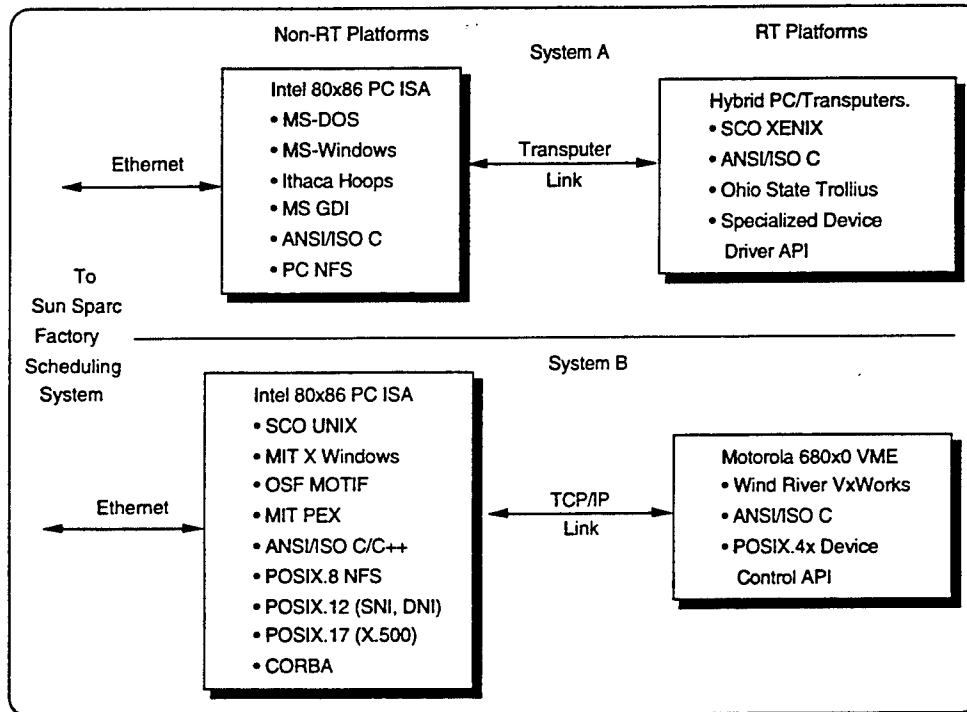 Non-RT Platforms
RT Platforms
System A
Intel 80x86 PC ISA
• MS-DOS
• MS-Windows
• Ithaca Hoops
• MS GDI
• ANSI/ISO C
• PC NFS
Ethernet
Transputer
Link
Hybrid PC/Transputers.
• SCO XENIX
• ANSI/ISO C
• Ohio State Trollius
• Specialized Device
Driver API
To
Sun Sparc
Factory
Scheduling
System
System B
Intel 80x86 PC ISA
• SCO UNIX
• MIT X Windows
• OSF MOTIF
• MIT PEX
• ANSI/ISO C/C++
• POSIX.8 NFS
• POSIX.12 (SNI, DNI)
• POSIX.17 (X.500)
• CORBA
Ethernet
TCP/IP
Link
Motorola 680x0 VME
• Wind River VxWorks
• ANSI/ISO C
• POSIX.4x Device
Control API